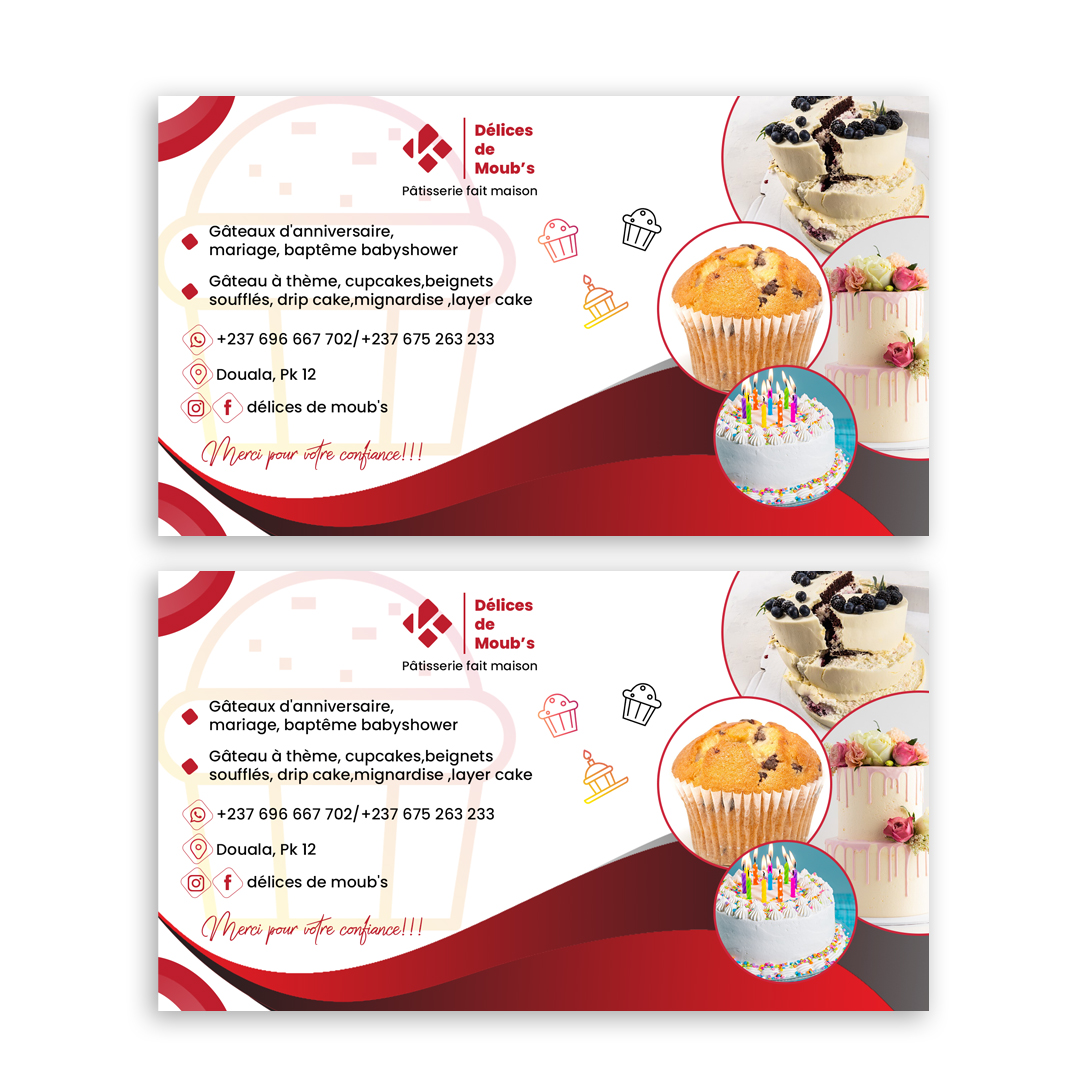 Délices
de
Moub's
Pâtisserie fait maison
Gâteaux d'anniversaire,
mariage, baptême babyshower
Gâteau à thème, cupcakes,beignets
soufflés, drip cake,mignardise ,layer cake
+237 696 667 702/+237 675 263 233
Douala, Pk 12
délices de moub's
Merci pour vôtre confiance!!!
Délices
de
Moub's
Pâtisserie fait maison
Gâteaux d'anniversaire,
mariage, baptême babyshower
Gâteau à thème, cupcakes,beignets
soufflés, drip cake,mignardise ,layer cake
+237 696 667 702/+237 675 263 233
Douala, Pk 12
délices de moub's
Merci pour vôtre confiance!!!